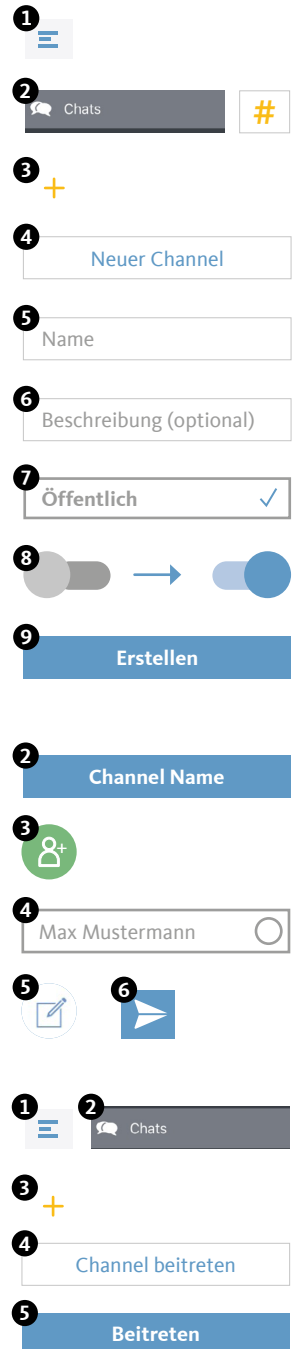 1
2
Chats #
3
+
4
Neuer Channel
5
Name
6
Beschreibung (optional)
7
Öffentlich
8
9
Erstellen
2
Channel Name
3
4
Max Mustermann
5 6
1 2
Chats
3
+
4
Channel beitreten
5
Beitreten